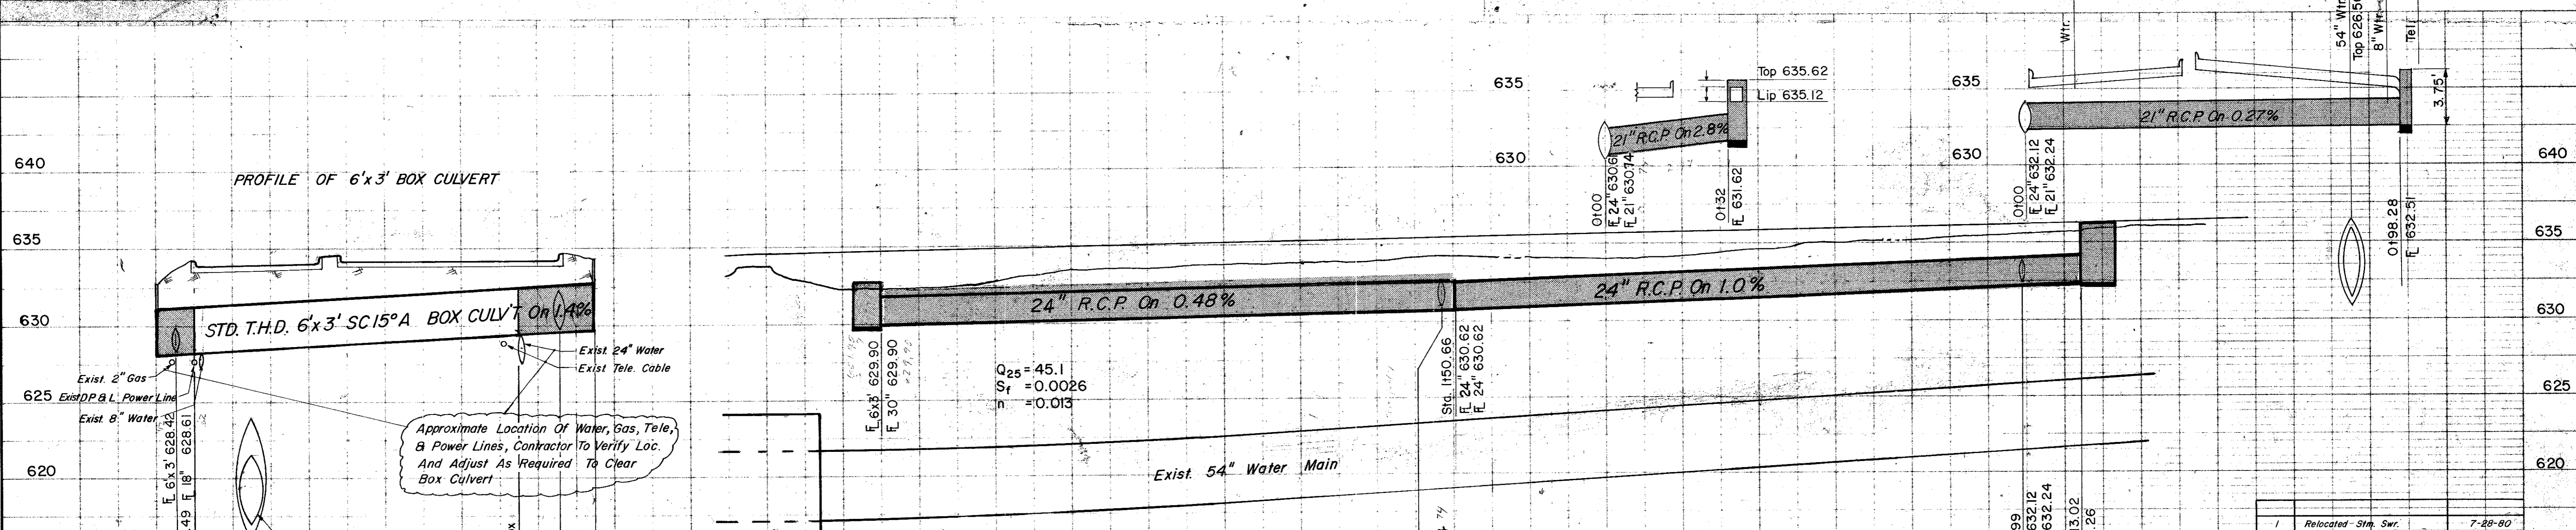 640
635
630
625
620
PROFILE OF 6'x3' BOX CULVERT
STD. T.H.D. 6'x3' SC 15° A BOX CULV'T On 1.4%
Exist. 2" Gas
Exist DP & L Power Line
Exist. 8" Water
Exist. 24" Water
Exist Tele. Cable
Approximate Location Of Water, Gas, Tele,
& Power Lines, Contractor To Verify Loc.
And Adjust As Required To Clear
Box Culvert
FL 6'x3' 628.42
FL 18" 628.61
24" R.C.P. On 0.48%
24" R.C.P. On 1.0%
FL 6x3' 629.90
FL 30" 629.90
Q25 = 45.1
Sf = 0.0026
n = 0.013
Sta. 1+50.66
FL 24" 630.62
FL 24" 630.62
Exist. 54" Water Main
635
630
21" R.C.P. On 2.8%
Top 635.62
Lip 635.12
0+00
FL 21" 630.74
0+32
FL 631.62
635
630
21" R.C.P. On 0.27%
3.75'
0+00
FL 24" 632.12
FL 21" 632.24
0+98.28
FL 632.51
Wtr.
54" Wtr.
8" Wtr.
Tel
640
635
630
625
620
632.12
632.24
1 Relocated Stm. Swr. 7-28-80